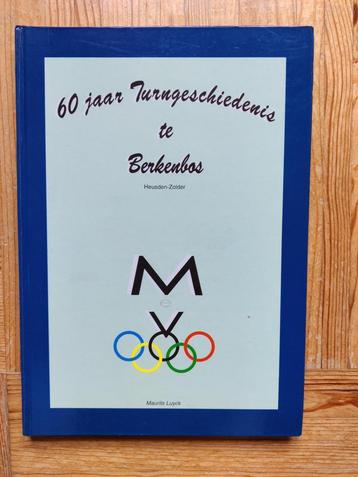 60 jaar Turngeschiedenis
te
Berkenbos
Heusden-Zolder
M
e
V
Maurits Luyck